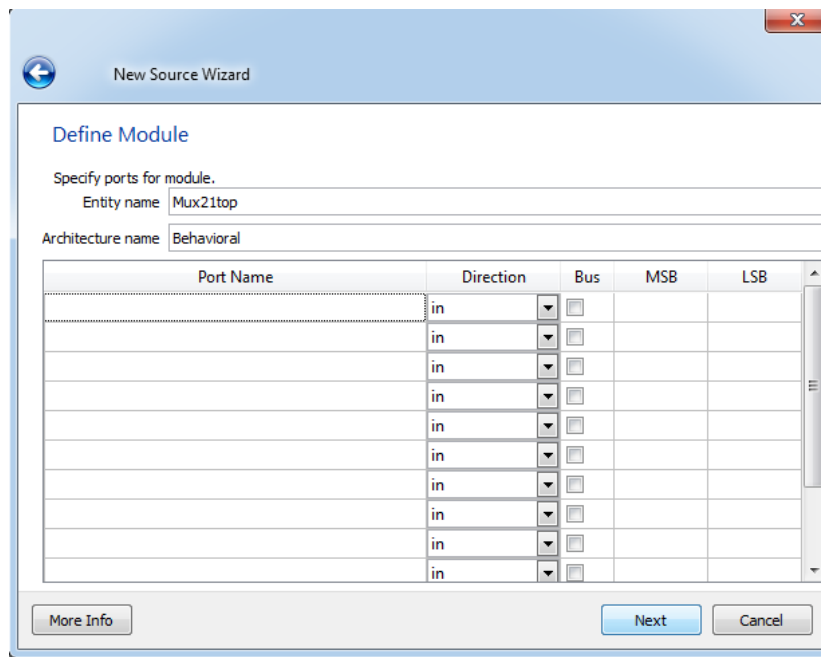 New Source Wizard
Define Module
Specify ports for module.
Entity name Mux21top
Architecture name Behavioral
Port Name Direction Bus MSB LSB
in
in
in
in
in
in
in
in
in
in
More Info Next Cancel